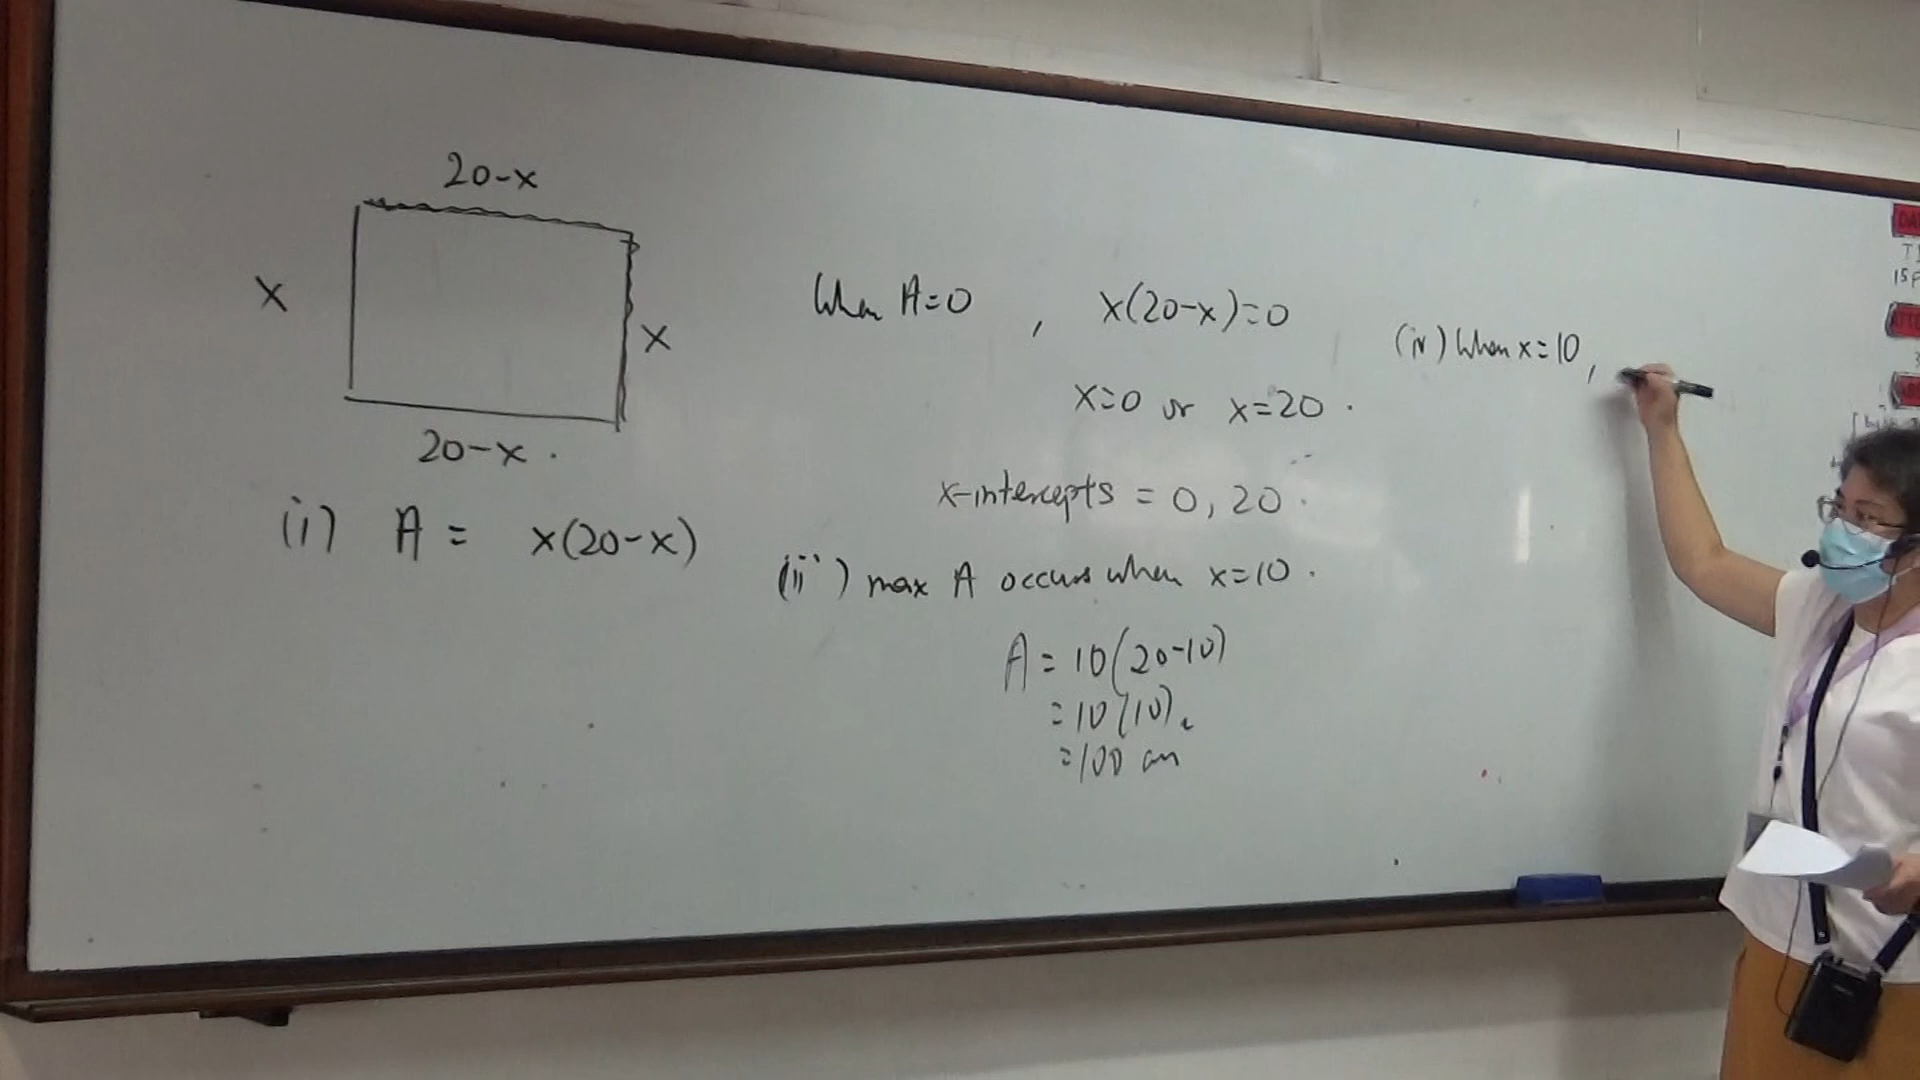 20-x
x
x
20-x .
(i) A = x(20-x)
When A=0 , x(20-x)=0
x=0 or x=20 .
x-intercepts = 0, 20 .
(ii) max A occurs when x=10 .
A = 10(20-10)
= 10(10)
= 100 cm
(iv) When x=10 ,